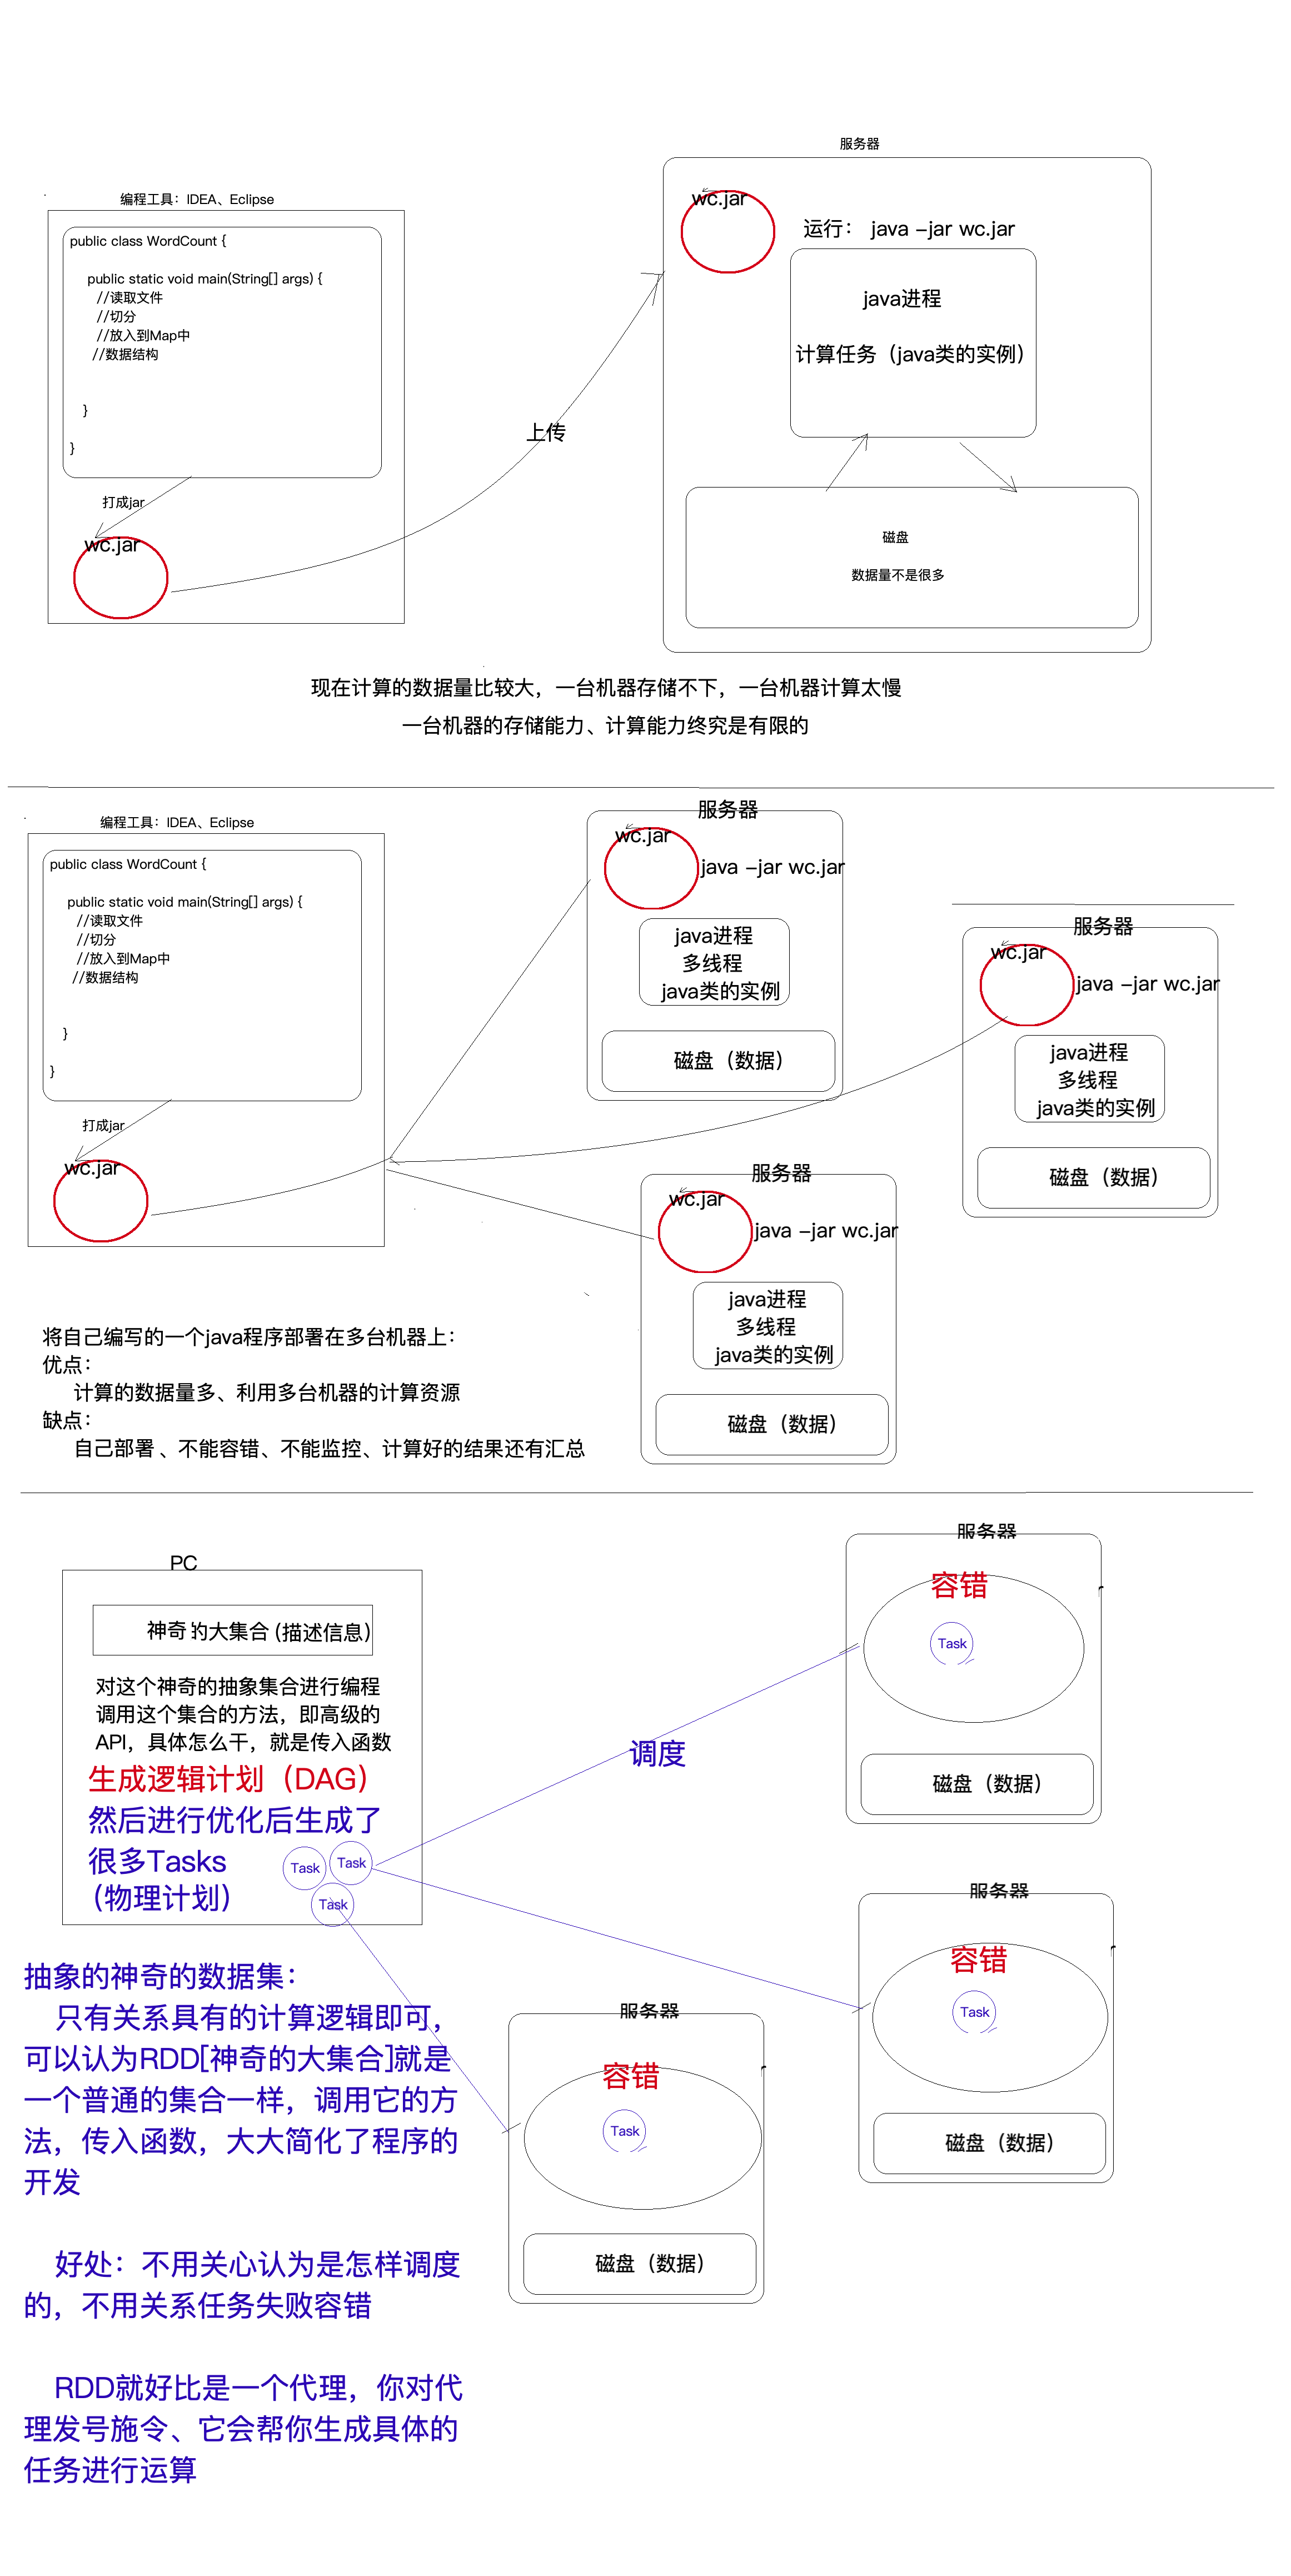 服务器
编程工具：IDEA、Eclipse
public class WordCount {
public static void main(String[] args) {
//读取文件
//切分
//放入到Map中
//数据结构
}
}
打成jar
wc.jar
上传
wc.jar
运行： java -jar wc.jar
java进程
计算任务（java类的实例）
磁盘
数据量不是很多
现在计算的数据量比较大，一台机器存储不下，一台机器计算太慢
一台机器的存储能力、计算能力终究是有限的
编程工具：IDEA、Eclipse
public class WordCount {
public static void main(String[] args) {
//读取文件
//切分
//放入到Map中
//数据结构
}
}
打成jar
wc.jar
服务器
wc.jar
java -jar wc.jar
java进程
多线程
java类的实例
磁盘（数据）
服务器
wc.jar
java -jar wc.jar
java进程
多线程
java类的实例
磁盘（数据）
服务器
wc.jar
java -jar wc.jar
java进程
多线程
java类的实例
磁盘（数据）
将自己编写的一个java程序部署在多台机器上：
优点：
计算的数据量多、利用多台机器的计算资源
缺点：
自己部署 、不能容错、不能监控、计算好的结果还有汇总
PC
神奇的大集合 (描述信息)
对这个神奇的抽象集合进行编程
调用这个集合的方法，即高级的
API，具体怎么干，就是传入函数
生成逻辑计划（DAG）
然后进行优化后生成了
很多Tasks
（物理计划）
Task
Task
Task
调度
服务器
容错
Task
磁盘（数据）
服务器
容错
Task
磁盘（数据）
服务器
容错
Task
磁盘（数据）
抽象的神奇的数据集：
只有关系具有的计算逻辑即可，
可以认为RDD[神奇的大集合]就是
一个普通的集合一样，调用它的方
法，传入函数，大大简化了程序的
开发
好处：不用关心认为是怎样调度
的，不用关系任务失败容错
RDD就好比是一个代理，你对代
理发号施令、它会帮你生成具体的
任务进行运算